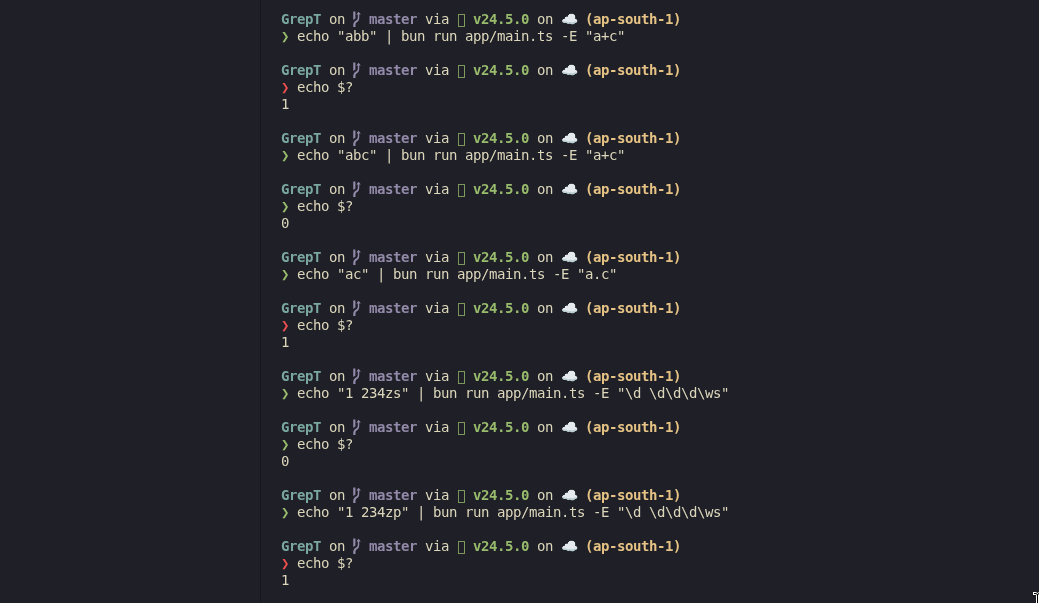 GrepT on  master via ▯ v24.5.0 on ☁️ (ap-south-1)
❯ echo "abb" | bun run app/main.ts -E "a+c"
GrepT on  master via ▯ v24.5.0 on ☁️ (ap-south-1)
❯ echo $?
1
GrepT on  master via ▯ v24.5.0 on ☁️ (ap-south-1)
❯ echo "abc" | bun run app/main.ts -E "a+c"
GrepT on  master via ▯ v24.5.0 on ☁️ (ap-south-1)
❯ echo $?
0
GrepT on  master via ▯ v24.5.0 on ☁️ (ap-south-1)
❯ echo "ac" | bun run app/main.ts -E "a.c"
GrepT on  master via ▯ v24.5.0 on ☁️ (ap-south-1)
❯ echo $?
1
GrepT on  master via ▯ v24.5.0 on ☁️ (ap-south-1)
❯ echo "1 234zs" | bun run app/main.ts -E "\d \d\d\d\ws"
GrepT on  master via ▯ v24.5.0 on ☁️ (ap-south-1)
❯ echo $?
0
GrepT on  master via ▯ v24.5.0 on ☁️ (ap-south-1)
❯ echo "1 234zp" | bun run app/main.ts -E "\d \d\d\d\ws"
GrepT on  master via ▯ v24.5.0 on ☁️ (ap-south-1)
❯ echo $?
1